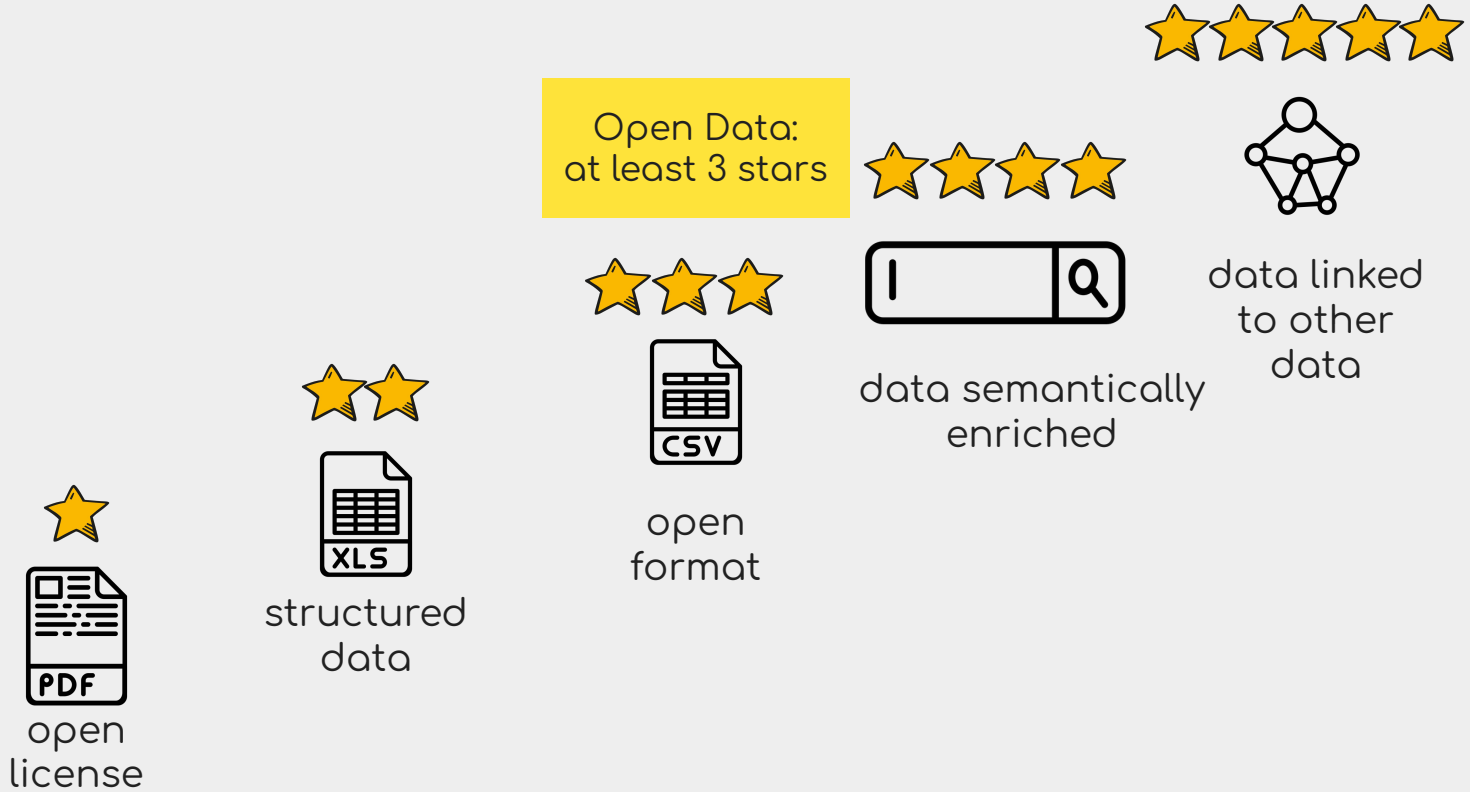 PDF
open
license
XLS
structured
data
Open Data:
at least 3 stars
CSV
open
format
data semantically
enriched
data linked
to other
data